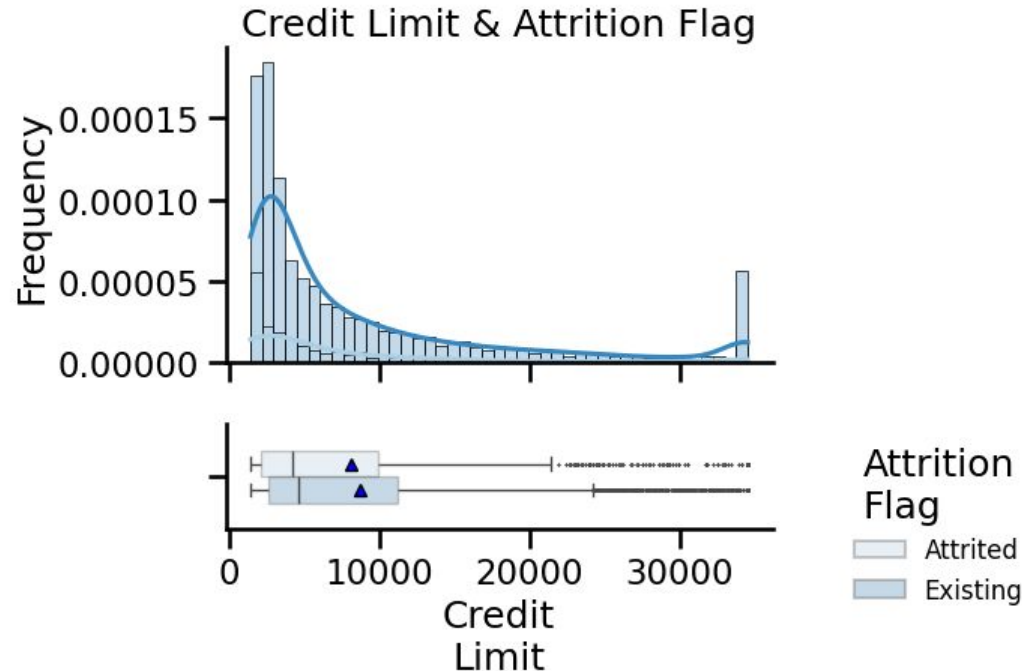 Credit Limit & Attrition Flag
Frequency
0.00015
0.00010
0.00005
0.00000
0 10000 20000 30000
Credit
Limit
Attrition
Flag
Attrited
Existing